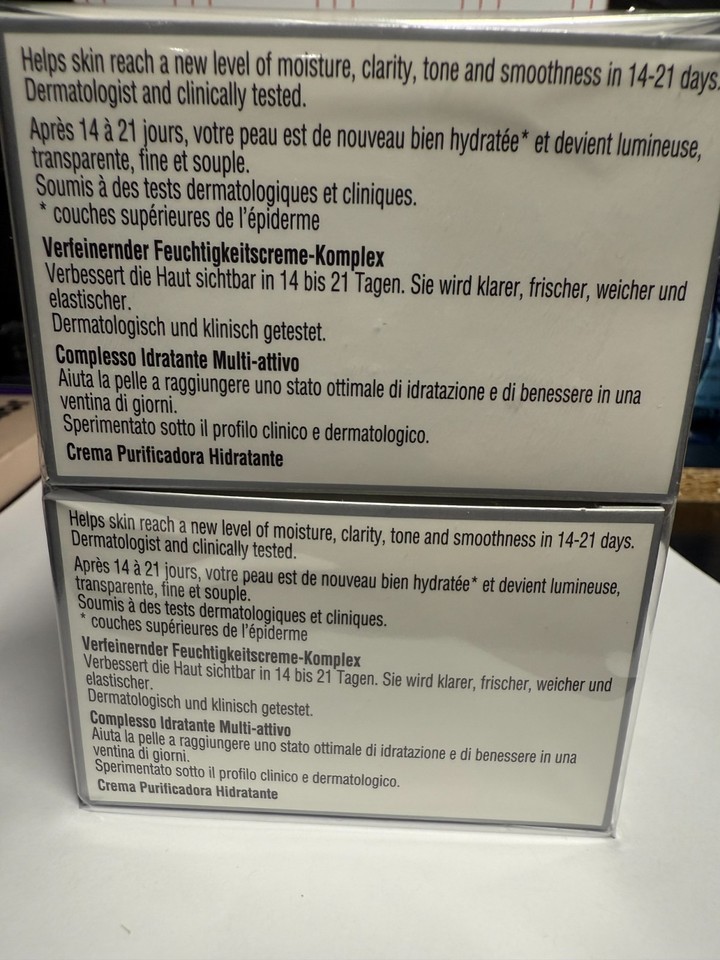 Helps skin reach a new level of moisture, clarity, tone and smoothness in 14-21 days.
Dermatologist and clinically tested.
Après 14 à 21 jours, votre peau est de nouveau bien hydratée* et devient lumineuse,
transparente, fine et souple.
Soumis à des tests dermatologiques et cliniques.
* couches supérieures de l'épiderme
Verfeinernder Feuchtigkeitscreme-Komplex
Verbessert die Haut sichtbar in 14 bis 21 Tagen. Sie wird klarer, frischer, weicher und
elastischer.
Dermatologisch und klinisch getestet.
Complesso Idratante Multi-attivo
Aiuta la pelle a raggiungere uno stato ottimale di idratazione e di benessere in una
ventina di giorni.
Sperimentato sotto il profilo clinico e dermatologico.
Crema Purificadora Hidratante
Helps skin reach a new level of moisture, clarity, tone and smoothness in 14-21 days.
Dermatologist and clinically tested.
Après 14 à 21 jours, votre peau est de nouveau bien hydratée* et devient lumineuse,
transparente, fine et souple.
Soumis à des tests dermatologiques et cliniques.
* couches supérieures de l'épiderme
Verfeinernder Feuchtigkeitscreme-Komplex
Verbessert die Haut sichtbar in 14 bis 21 Tagen. Sie wird klarer, frischer, weicher und
elastischer.
Dermatologisch und klinisch getestet.
Complesso Idratante Multi-attivo
Aiuta la pelle a raggiungere uno stato ottimale di idratazione e di benessere in una
ventina di giorni.
Sperimentato sotto il profilo clinico e dermatologico.
Crema Purificadora Hidratante